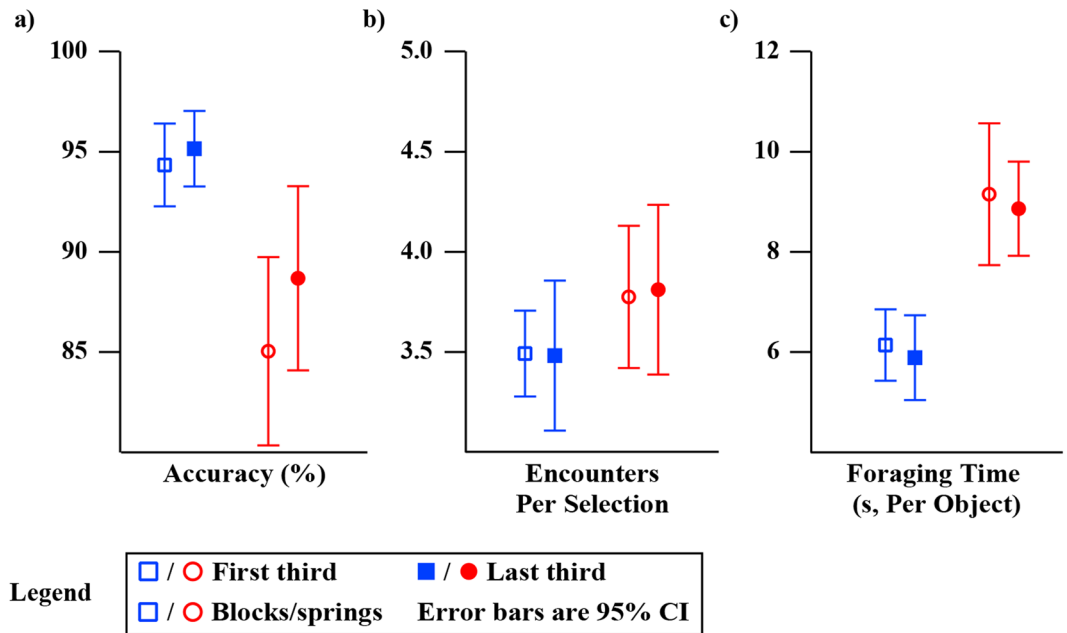 a)
100
95
90
85
Accuracy (%)
b)
5.0
4.5
4.0
3.5
Encounters
Per Selection
c)
12
10
8
6
Foraging Time
(s, Per Object)
Legend
/ First third
/ Last third
/ Blocks/springs
Error bars are 95% CI